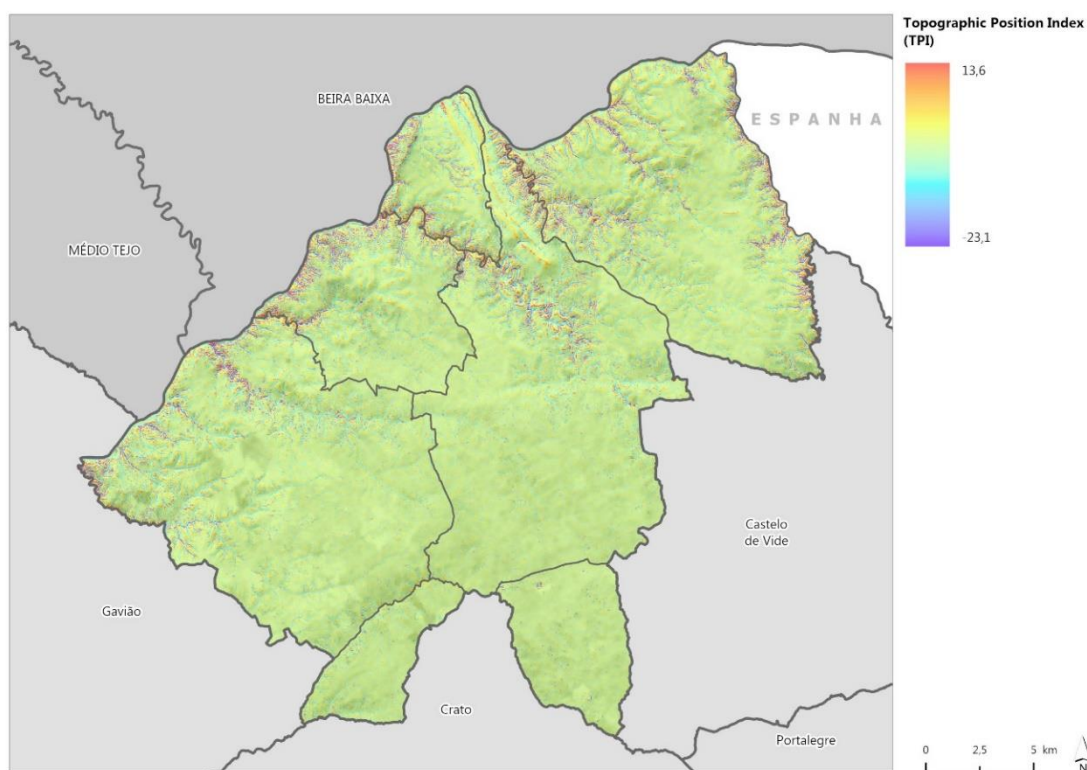 Topographic Position Index
(TPI)
13,6
-23,1
BEIRA BAIXA
ESPANHA
MÉDIO TEJO
Castelo
de Vide
Gavião
Crato
Portalegre
0 2,5 5 km
N